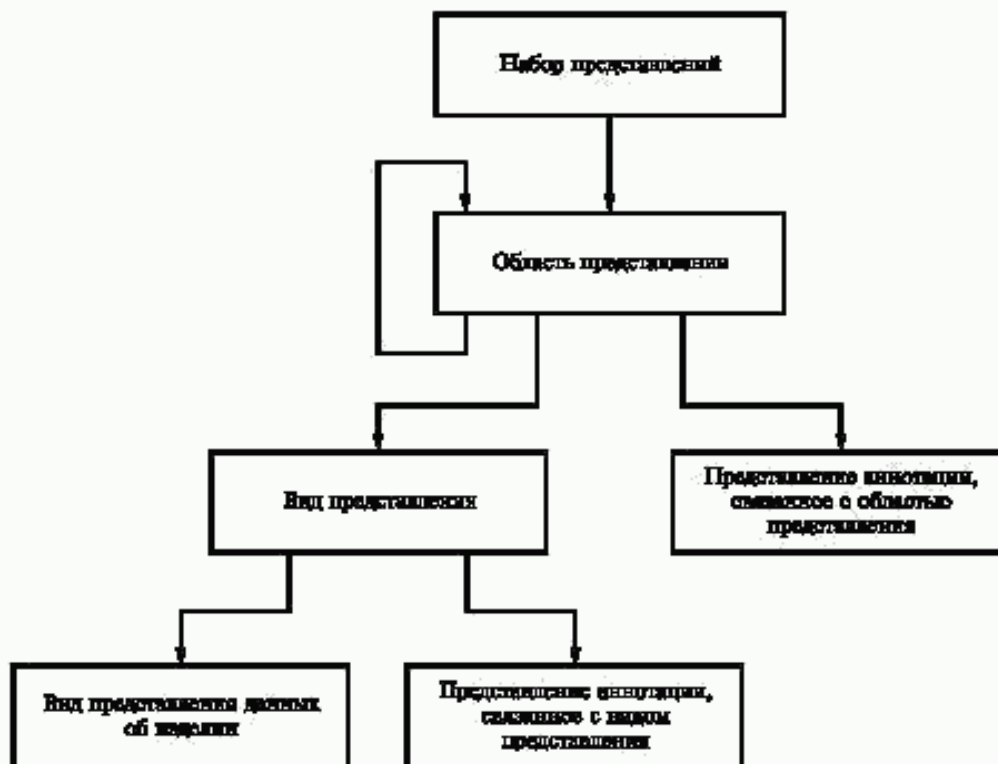 Набор представлений
Область представления
Вид представления
Представление аннотации,
связанное с областью
представления
Вид представления данных
об изделии
Представление аннотации,
связанное с видом
представления